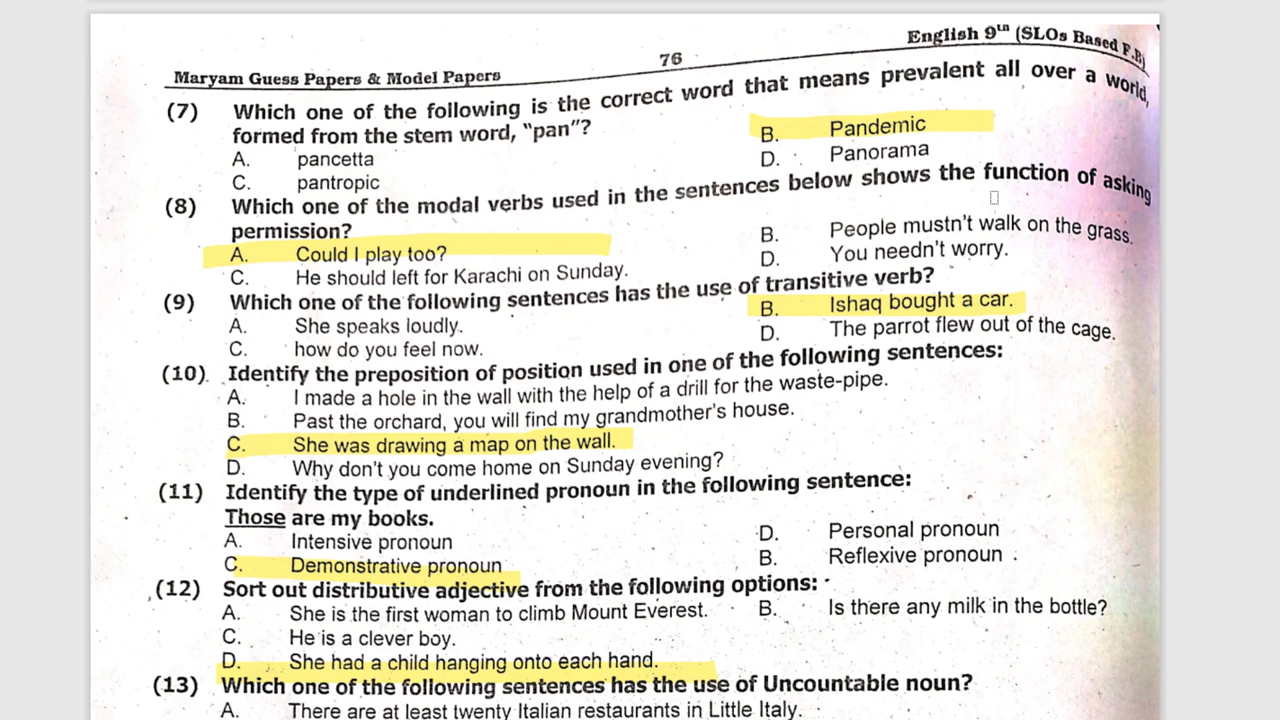 Maryam Guess Papers & Model Papers 76 English 9th (SLOs Based F.B)
(7) Which one of the following is the correct word that means prevalent all over a world,
formed from the stem word, "pan"?
A. pancetta B. Pandemic
C. pantropic D. Panorama
(8) Which one of the modal verbs used in the sentences below shows the function of asking
permission?
A. Could I play too? B. People mustn't walk on the grass.
C. He should left for Karachi on Sunday. D. You needn't worry.
(9) Which one of the following sentences has the use of transitive verb?
A. She speaks loudly. B. Ishaq bought a car.
C. how do you feel now. D. The parrot flew out of the cage.
(10) Identify the preposition of position used in one of the following sentences:
A. I made a hole in the wall with the help of a drill for the waste-pipe.
B. Past the orchard, you will find my grandmother's house.
C. She was drawing a map on the wall.
D. Why don't you come home on Sunday evening?
(11) Identify the type of underlined pronoun in the following sentence:
Those are my books.
A. Intensive pronoun D. Personal pronoun
C. Demonstrative pronoun B. Reflexive pronoun
(12) Sort out distributive adjective from the following options:
A. She is the first woman to climb Mount Everest. B. Is there any milk in the bottle?
C. He is a clever boy.
D. She had a child hanging onto each hand.
(13) Which one of the following sentences has the use of Uncountable noun?
A. There are at least twenty Italian restaurants in Little Italy.